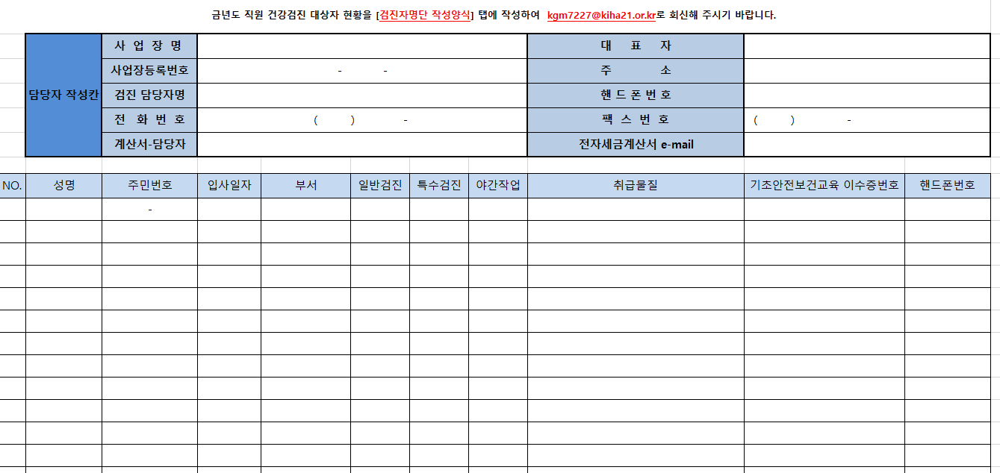 금년도 직원 건강검진 대상자 현황을 [검진자명단 작성양식] 탭에 작성하여 kgm7227@kiha21.or.kr로 회신해 주시기 바랍니다.
담당자 작성칸
사 업 장 명 대 표 자
사업장등록번호 - - 주 소
검진 담당자명 핸 드 폰 번 호
전 화 번 호 ( ) - 팩 스 번 호 ( ) -
계산서-담당자 전자세금계산서 e-mail
NO. 성명 주민번호 입사일자 부서 일반검진 특수검진 야간작업 취급물질 기초안전보건교육 이수증번호 핸드폰번호
-